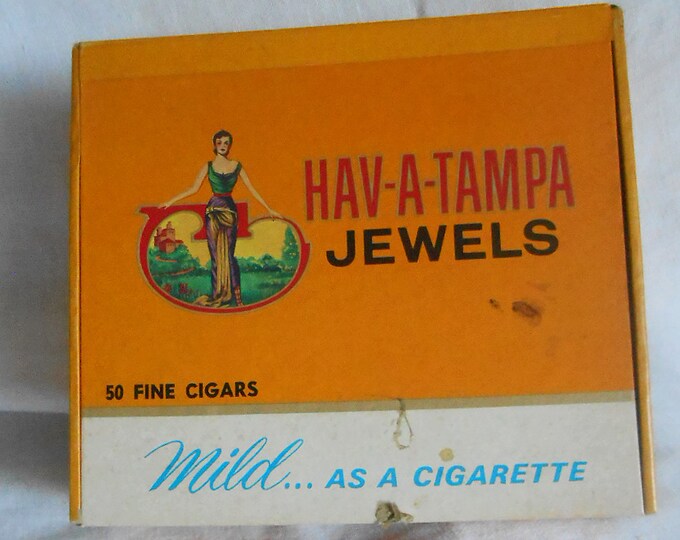 HAV-A-TAMPA
JEWELS
50 FINE CIGARS
Mild... AS A CIGARETTE